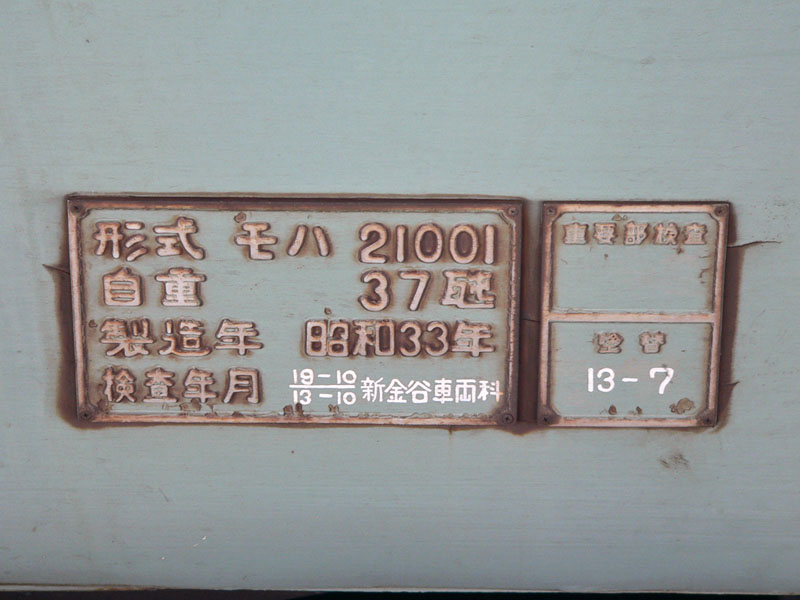 形式 モハ 21001
自重 37瓲
製造年 昭和33年
検査年月 19-10 新金谷車両科
13-10
重要部検査
塗替
13-7